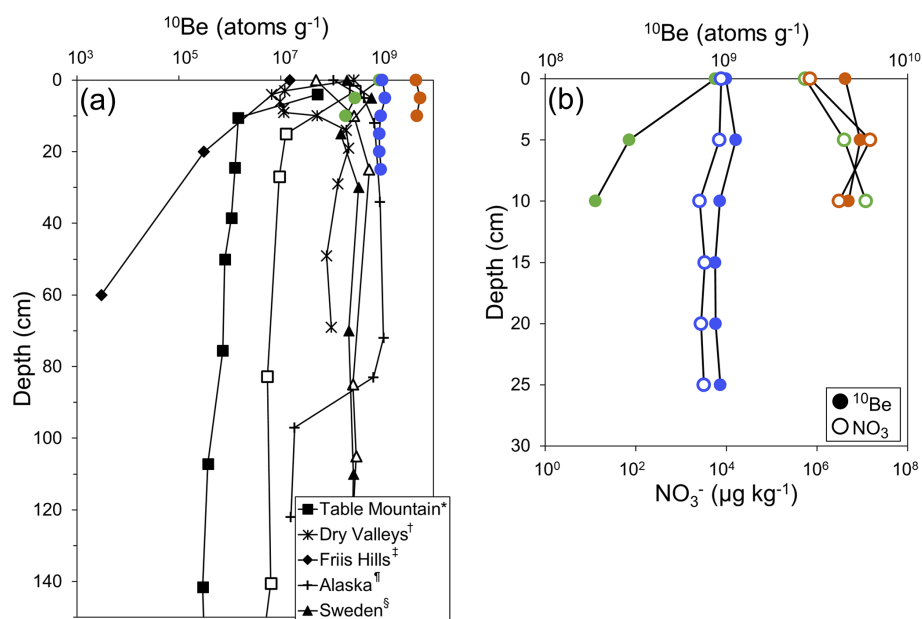 ¹⁰Be (atoms g⁻¹)
10³ 10⁵ 10⁷ 10⁹
(a)
Depth (cm)
0
20
40
60
80
100
120
140
Table Mountain*
Dry Valleys†
Friis Hills‡
Alaska¶
Sweden§
¹⁰Be (atoms g⁻¹)
10⁸ 10⁹ 10¹⁰
(b)
Depth (cm)
0
5
10
15
20
25
30
¹⁰Be
NO₃
10⁰ 10² 10⁴ 10⁶ 10⁸
NO₃⁻ (µg kg⁻¹)